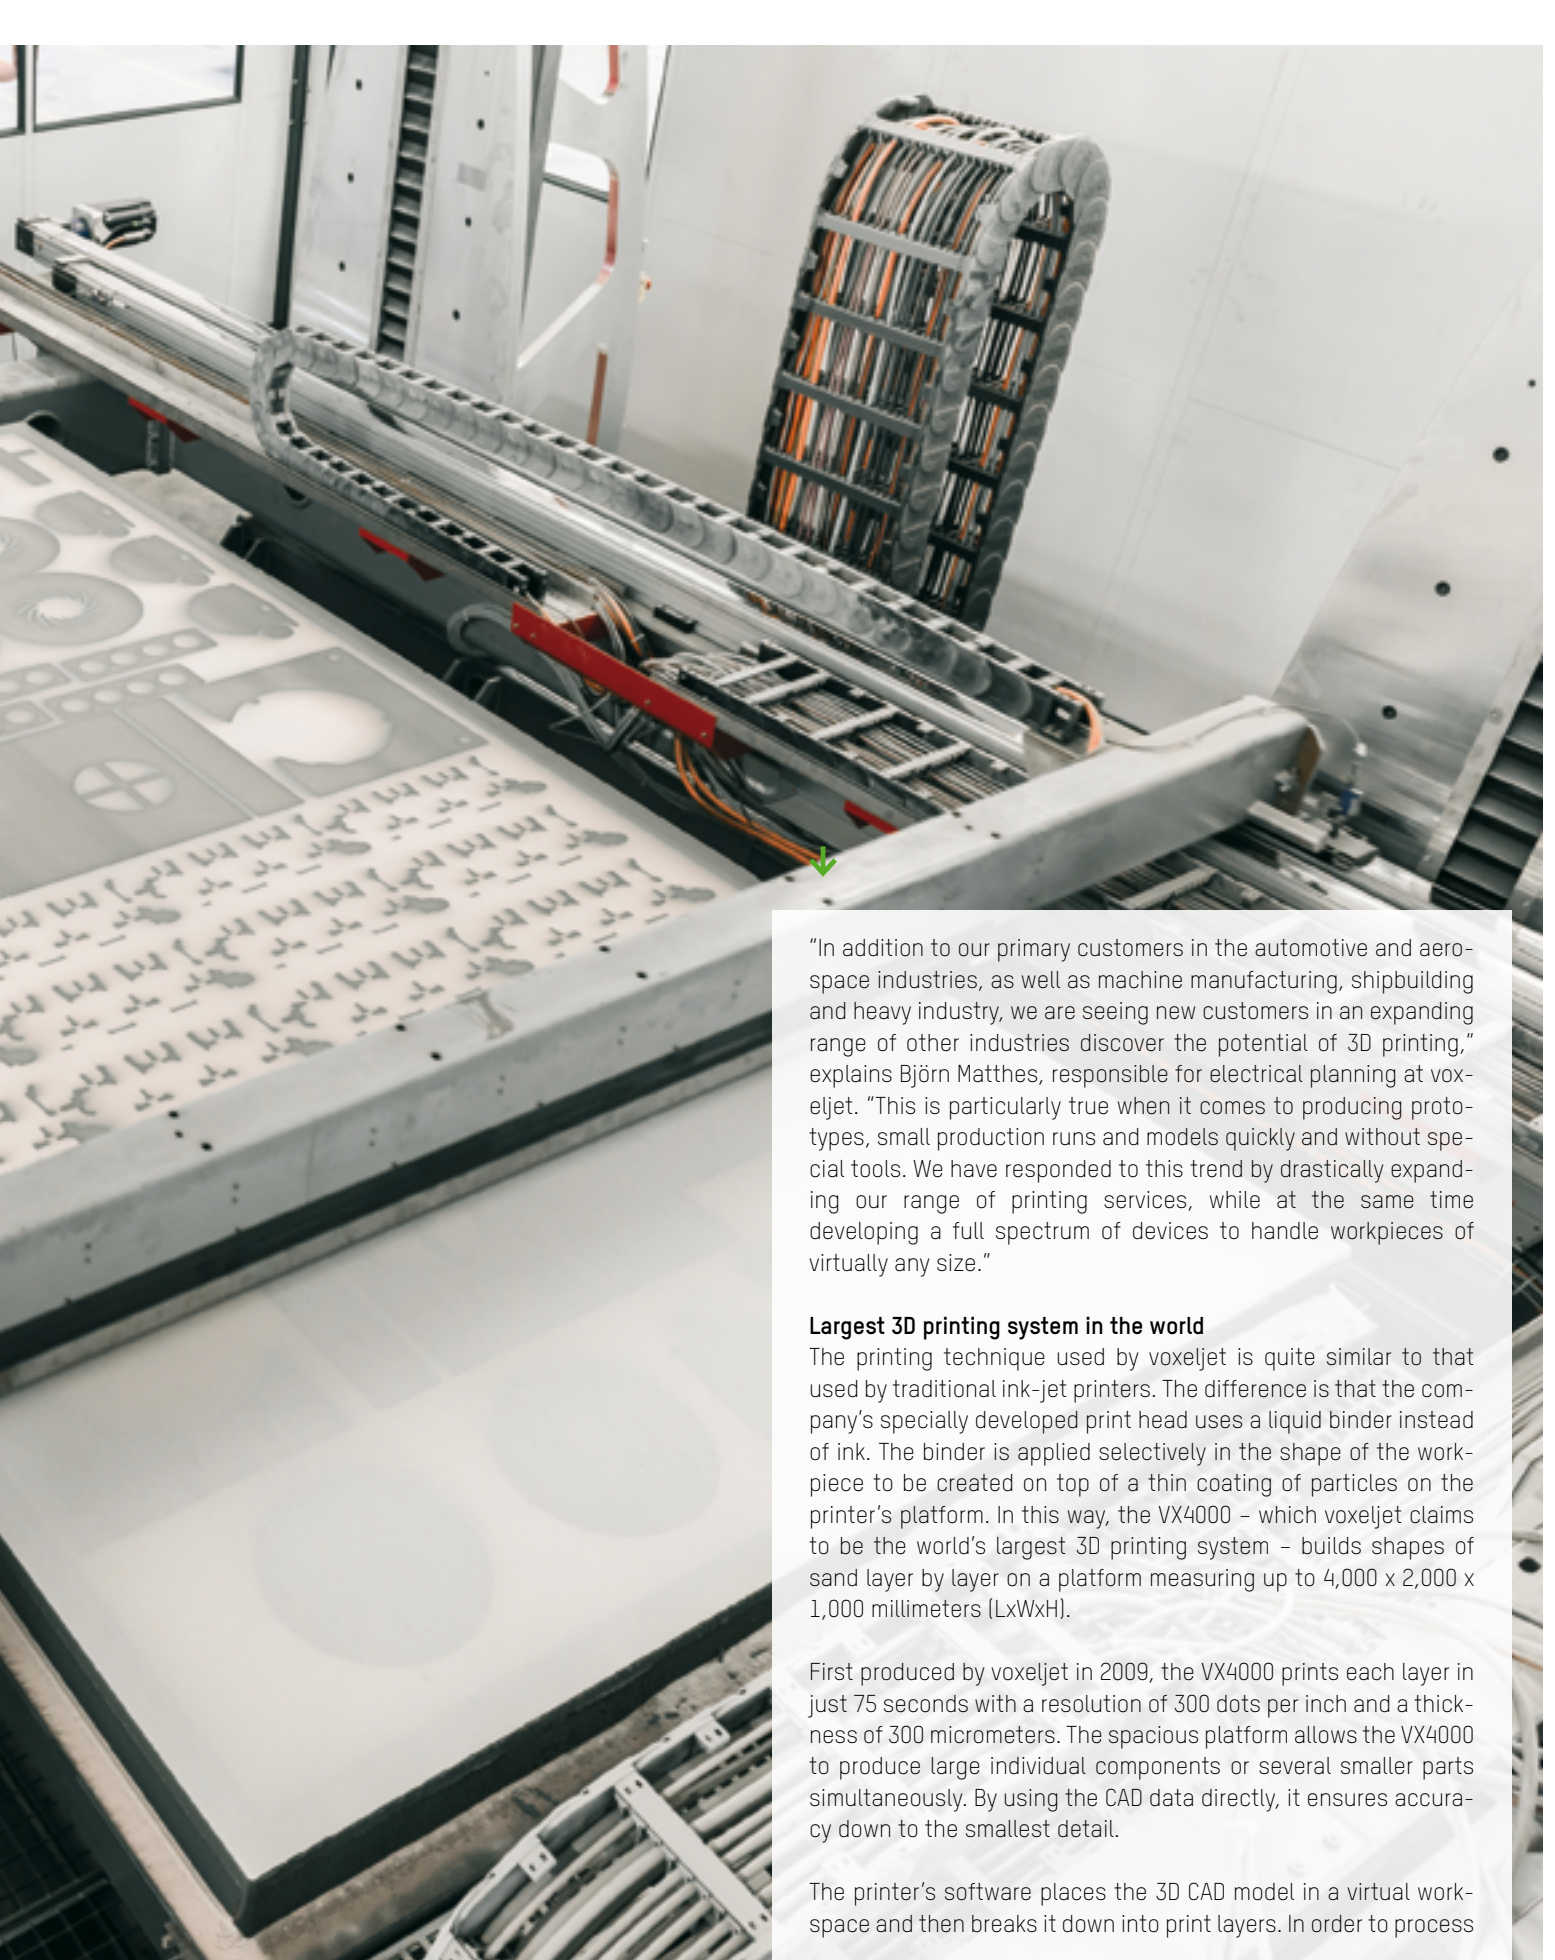 “In addition to our primary customers in the automotive and aero-
space industries, as well as machine manufacturing, shipbuilding
and heavy industry, we are seeing new customers in an expanding
range of other industries discover the potential of 3D printing,”
explains Björn Matthes, responsible for electrical planning at vox-
eljet. “This is particularly true when it comes to producing proto-
types, small production runs and models quickly and without spe-
cial tools. We have responded to this trend by drastically expand-
ing our range of printing services, while at the same time
developing a full spectrum of devices to handle workpieces of
virtually any size.”
Largest 3D printing system in the world
The printing technique used by voxeljet is quite similar to that
used by traditional ink-jet printers. The difference is that the com-
pany’s specially developed print head uses a liquid binder instead
of ink. The binder is applied selectively in the shape of the work-
piece to be created on top of a thin coating of particles on the
printer’s platform. In this way, the VX4000 – which voxeljet claims
to be the world’s largest 3D printing system – builds shapes of
sand layer by layer on a platform measuring up to 4,000 x 2,000 x
1,000 millimeters (LxWxH).
First produced by voxeljet in 2009, the VX4000 prints each layer in
just 75 seconds with a resolution of 300 dots per inch and a thick-
ness of 300 micrometers. The spacious platform allows the VX4000
to produce large individual components or several smaller parts
simultaneously. By using the CAD data directly, it ensures accura-
cy down to the smallest detail.
The printer’s software places the 3D CAD model in a virtual work-
space and then breaks it down into print layers. In order to process